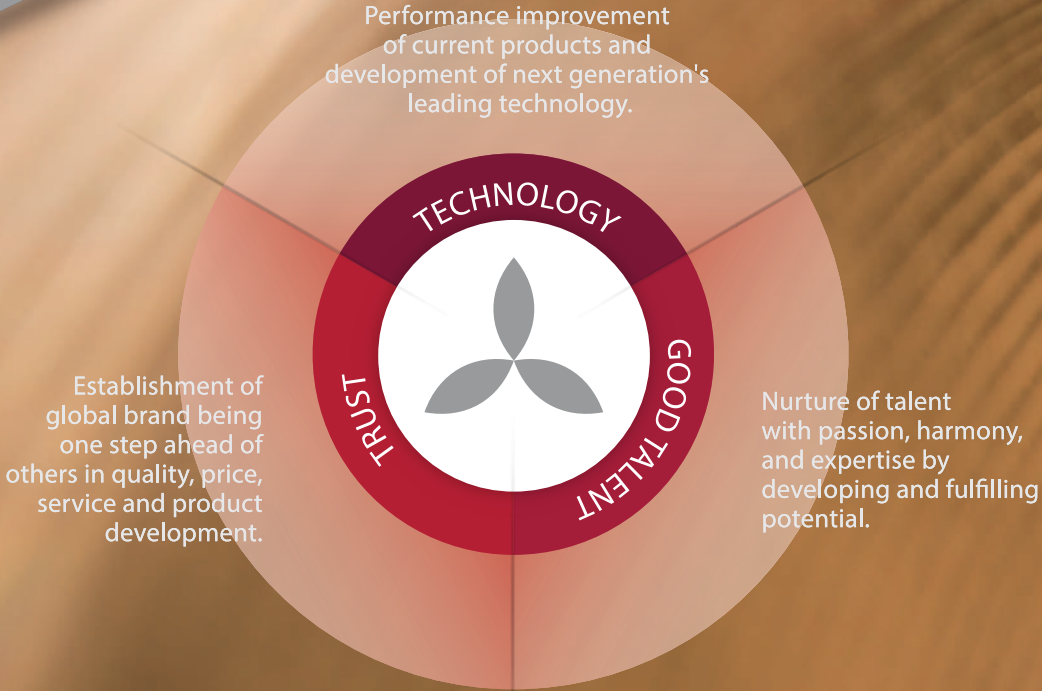 Performance improvement
of current products and
development of next generation's
leading technology.
TECHNOLOGY
TRUST
GOOD TALENT
Establishment of
global brand being
one step ahead of
others in quality, price,
service and product
development.
Nurture of talent
with passion, harmony,
and expertise by
developing and fulfilling
potential.